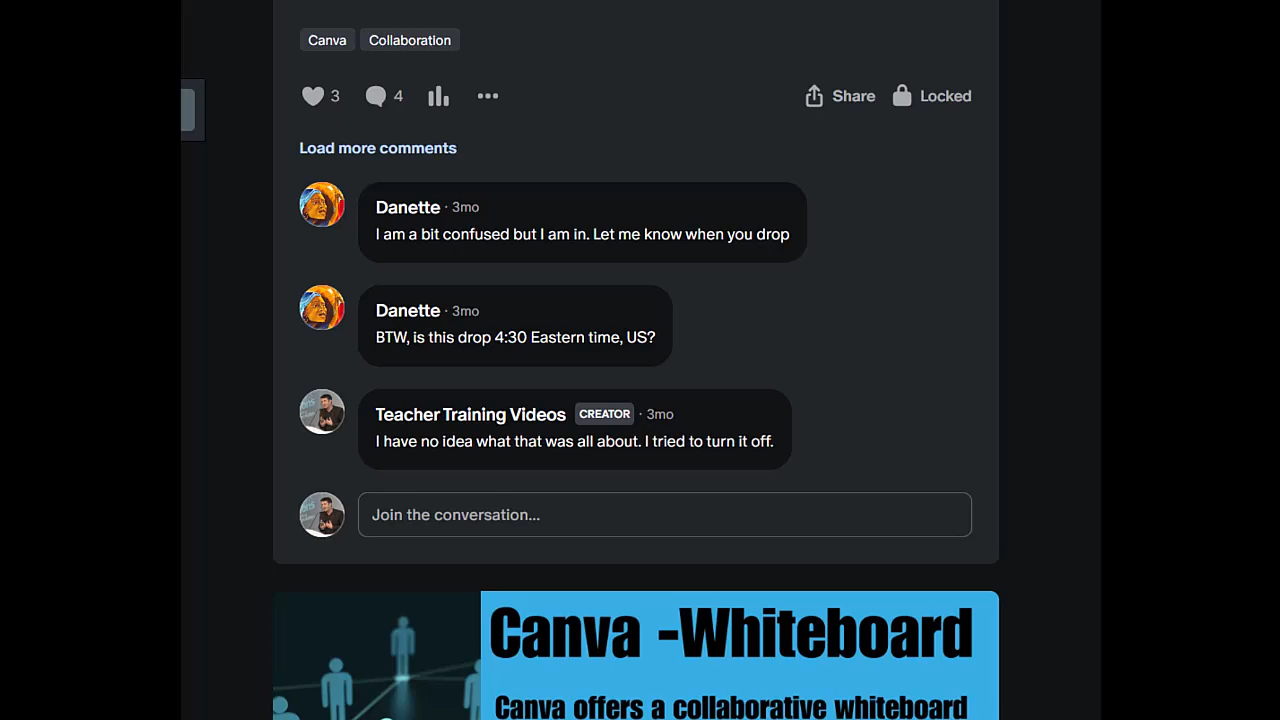 Canva Collaboration
3 4 Share Locked
Load more comments
Danette · 3mo
I am a bit confused but I am in. Let me know when you drop
Danette · 3mo
BTW, is this drop 4:30 Eastern time, US?
Teacher Training Videos CREATOR · 3mo
I have no idea what that was all about. I tried to turn it off.
Join the conversation...
Canva -Whiteboard
Canva offers a collaborative whiteboard